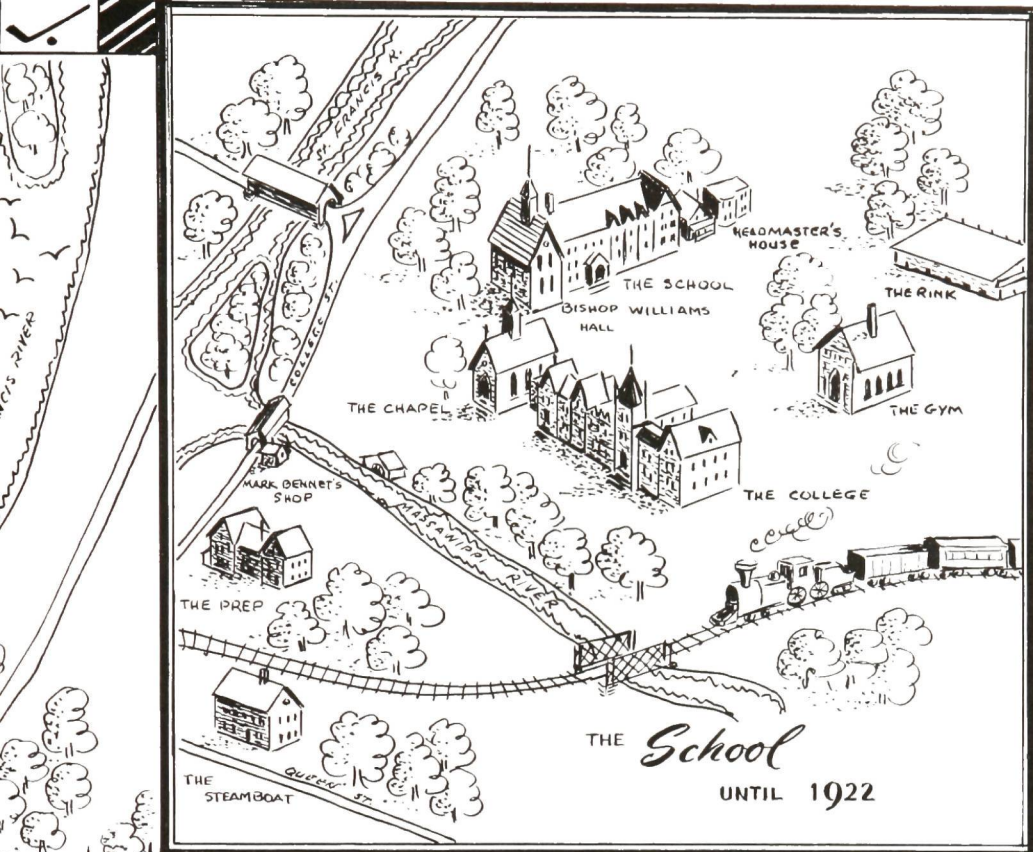 ST. FRANCIS R.
HEADMASTER'S
HOUSE
THE SCHOOL
THE RINK
BISHOP WILLIAMS
HALL
COLLEGE ST.
THE CHAPEL
THE GYM
MARK BENNET'S
SHOP
THE COLLEGE
MASSAWIPPI RIVER
THE PREP
THE School
UNTIL 1922
THE
STEAMBOAT
QUEEN ST.
RIVER